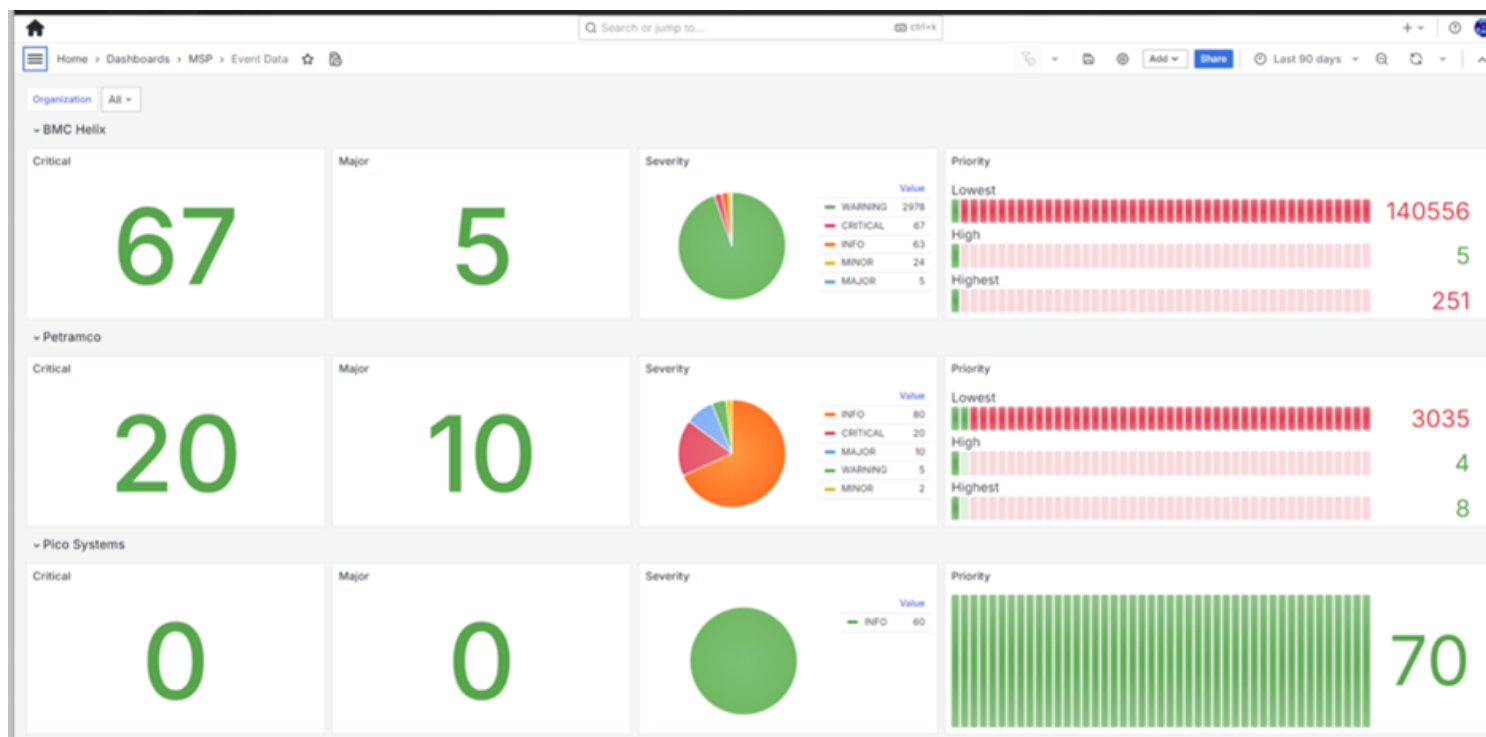 Search or jump to... ctrl+k
Home › Dashboards › MSP › Event Data
Add Share Last 90 days
Organization All
BMC Helix
Critical
67
Major
5
Severity
Value
WARNING 2978
CRITICAL 67
INFO 63
MINOR 24
MAJOR 5
Priority
Lowest
140556
High
5
Highest
251
Petramco
Critical
20
Major
10
Severity
Value
INFO 80
CRITICAL 20
MAJOR 10
WARNING 5
MINOR 2
Priority
Lowest
3035
High
4
Highest
8
Pico Systems
Critical
0
Major
0
Severity
Value
INFO 60
Priority
70